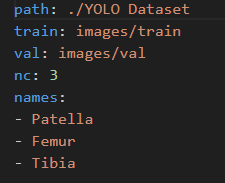 path: ./YOLO Dataset
train: images/train
val: images/val
nc: 3
names:
- Patella
- Femur
- Tibia